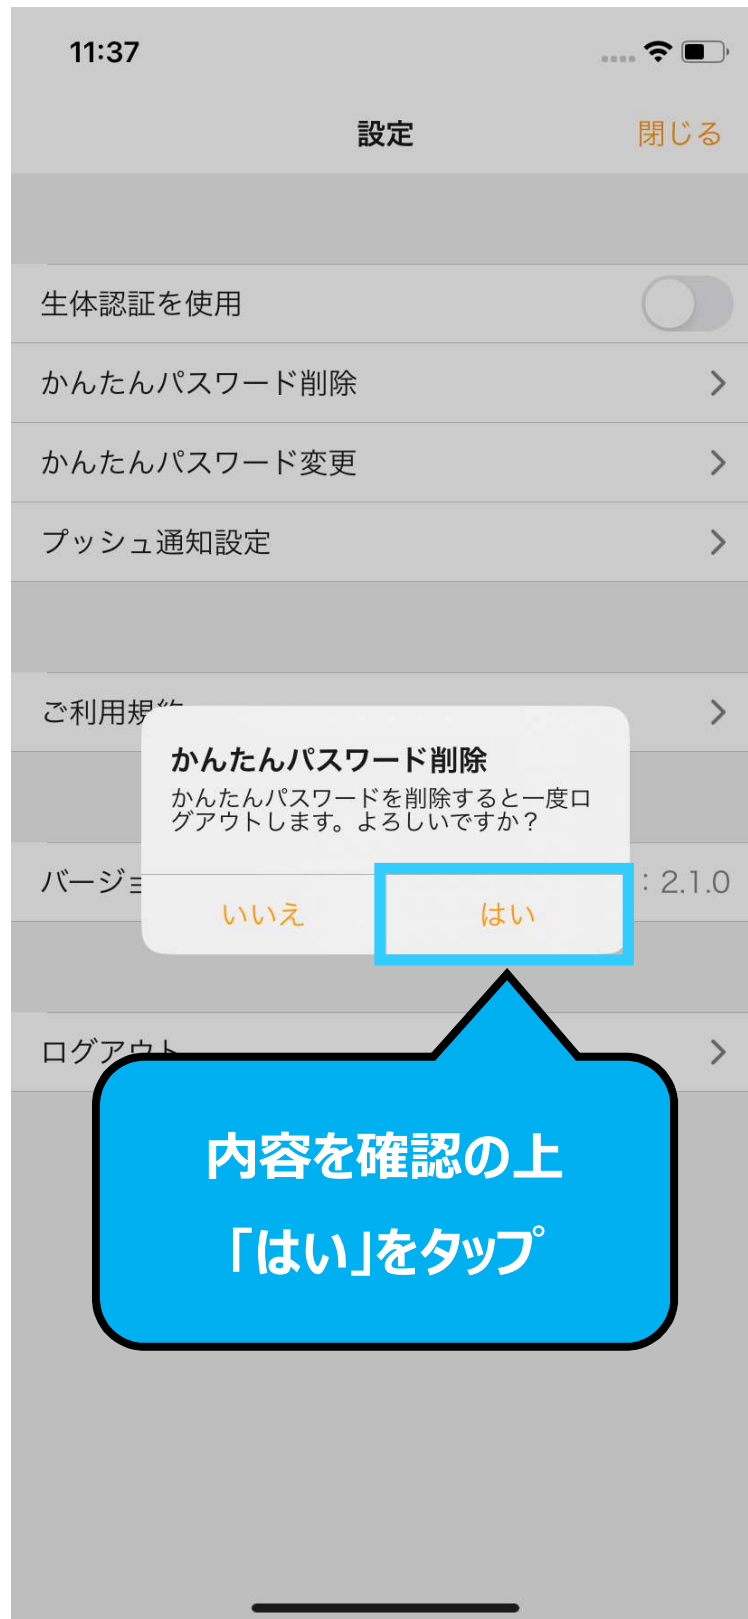 11:37
設定
閉じる
生体認証を使用
かんたんパスワード削除
かんたんパスワード変更
プッシュ通知設定
ご利用規
かんたんパスワード削除
かんたんパスワードを削除すると一度ロ
グアウトします。よろしいですか？
バージョ
: 2.1.0
いいえ
はい
ログアウト
内容を確認の上
「はい」をタップ